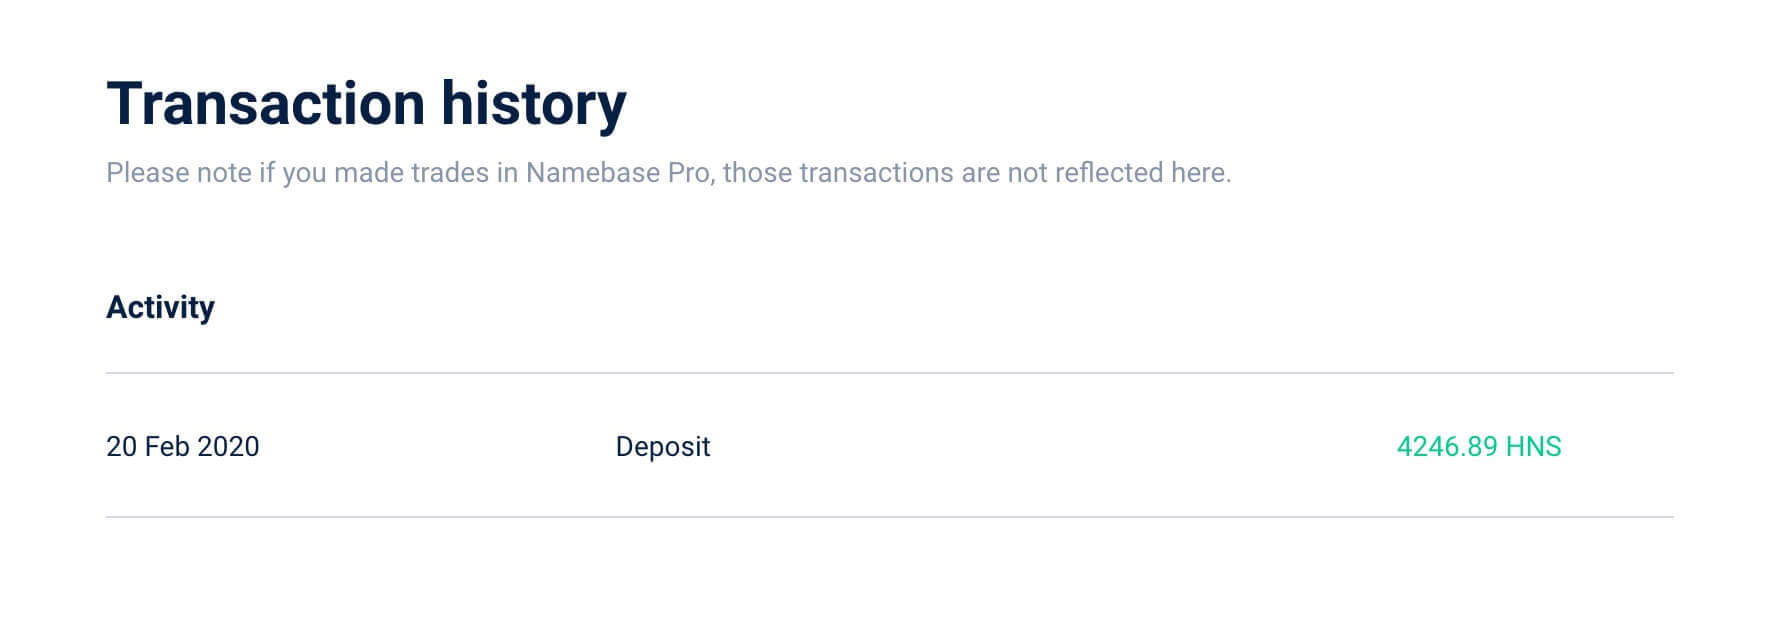 Transaction history
Please note if you made trades in Namebase Pro, those transactions are not reflected here.
Activity
20 Feb 2020 Deposit 4246.89 HNS